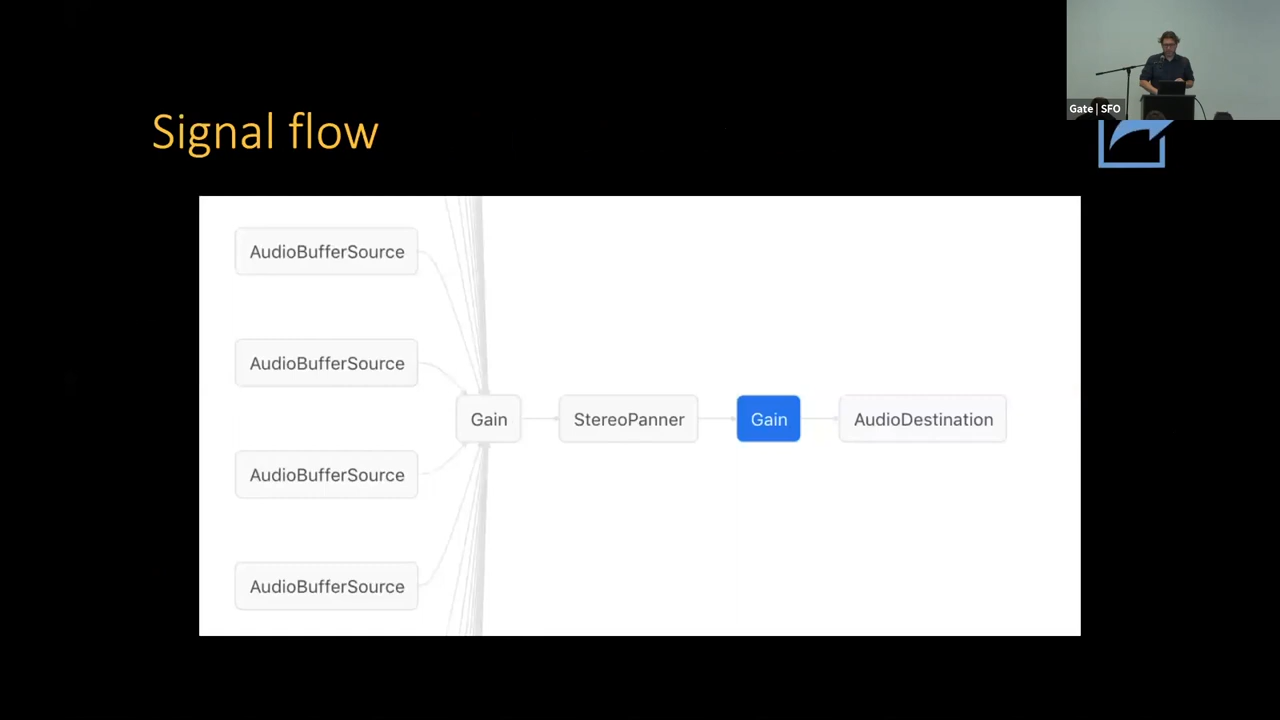 Gate | SFO
Signal flow
AudioBufferSource
AudioBufferSource
Gain
StereoPanner
Gain
AudioDestination
AudioBufferSource
AudioBufferSource